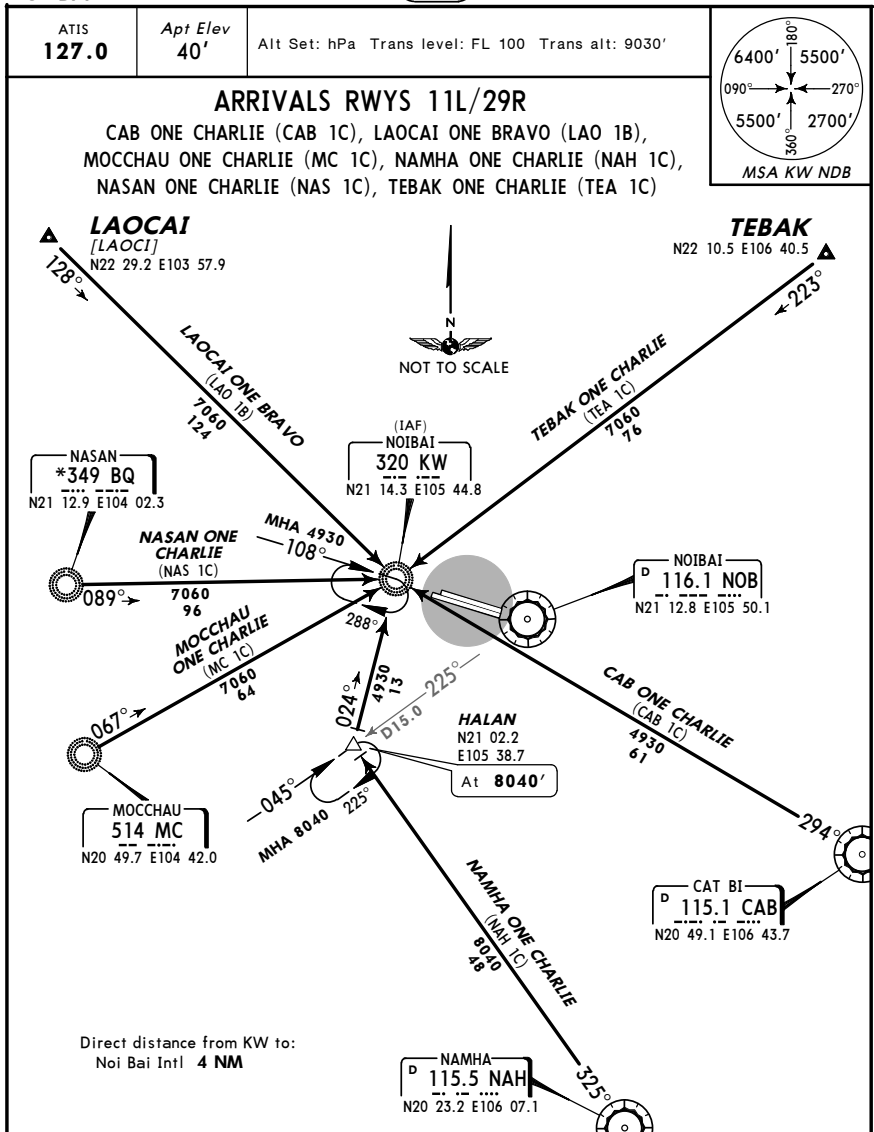 ATIS
127.0
Apt Elev
40'
Alt Set: hPa Trans level: FL 100 Trans alt: 9030'
180°
6400' 5500'
090° 270°
5500' 2700'
360°
MSA KW NDB
ARRIVALS RWYS 11L/29R
CAB ONE CHARLIE (CAB 1C), LAOCAI ONE BRAVO (LAO 1B),
MOCCHAU ONE CHARLIE (MC 1C), NAMHA ONE CHARLIE (NAH 1C),
NASAN ONE CHARLIE (NAS 1C), TEBAK ONE CHARLIE (TEA 1C)
LAOCAI
[LAOCI]
N22 29.2 E103 57.9
128°
TEBAK
N22 10.5 E106 40.5
223°
N
NOT TO SCALE
LAOCAI ONE BRAVO
(LAO 1B)
7060
124
TEBAK ONE CHARLIE
(TEA 1C)
7060
76
(IAF)
NOIBAI
320 KW
N21 14.3 E105 44.8
NASAN
*349 BQ
N21 12.9 E104 02.3
MHA 4930
108°
NASAN ONE
CHARLIE
(NAS 1C)
089°
7060
96
NOIBAI
D 116.1 NOB
N21 12.8 E105 50.1
288°
MOCCHAU
ONE CHARLIE
(MC 1C)
7060
64
067°
024°
4930
13
225°
D15.0
HALAN
N21 02.2
E105 38.7
At 8040'
CAB ONE CHARLIE
(CAB 1C)
4930
61
045°
MHA 8040
225°
MOCCHAU
514 MC
N20 49.7 E104 42.0
294°
CAT BI
D 115.1 CAB
N20 49.1 E106 43.7
NAMHA ONE CHARLIE
(NAH 1C)
8040
48
Direct distance from KW to:
Noi Bai Intl 4 NM
325°
NAMHA
D 115.5 NAH
N20 23.2 E106 07.1